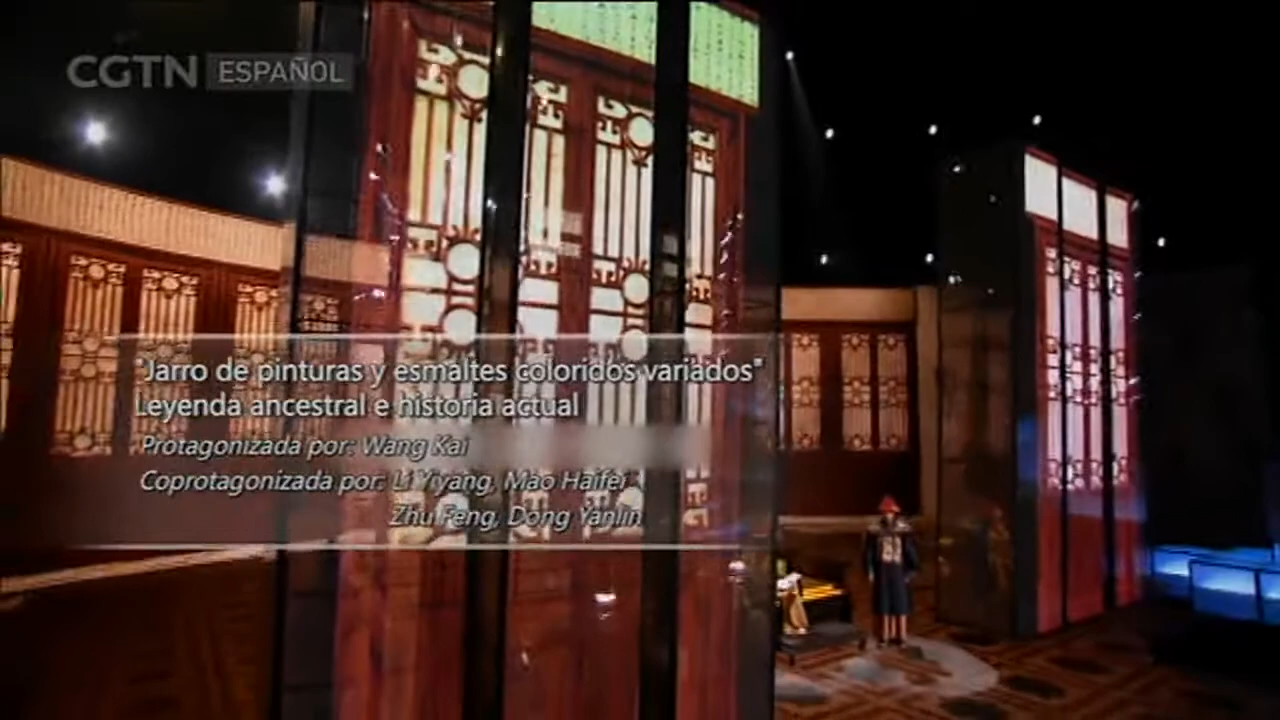 CGTN ESPAÑOL
"Jarro de pinturas y esmaltes coloridos variados"
Leyenda ancestral e historia actual
Protagonizada por: Wang Kai
Coprotagonizada por: Li Yiyang, Mao Haifei
Zhu Feng, Dong Yanlin